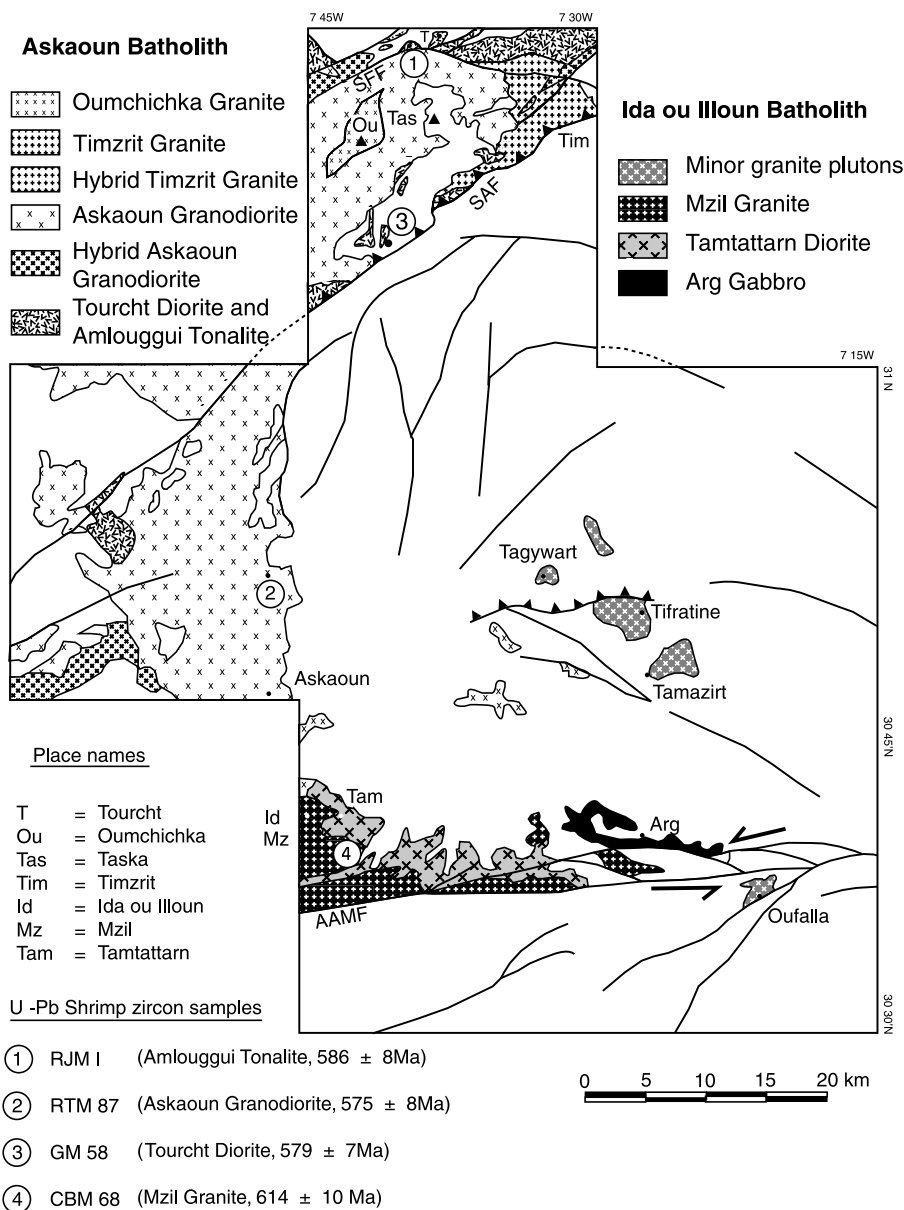 7 45W
7 30W
Askaoun Batholith
Oumchichka Granite
Timzrit Granite
Hybrid Timzrit Granite
Askaoun Granodiorite
Hybrid Askaoun
Granodiorite
Tourcht Diorite and
Amlouggui Tonalite
T
1
SFF
Ou
Tas
Tim
SAF
3
Ida ou Illoun Batholith
Minor granite plutons
Mzil Granite
Tamtattarn Diorite
Arg Gabbro
7 15W
31 N
Tagywart
2
Tifratine
Askaoun
Tamazirt
30 45N
Place names
T = Tourcht
Ou = Oumchichka
Tas = Taska
Tim = Timzrit
Id = Ida ou Illoun
Mz = Mzil
Tam = Tamtattarn
Id
Mz
Tam
4
Arg
AAMF
Oufalla
30 30'N
U -Pb Shrimp zircon samples
1 RJM I (Amlouggui Tonalite, 586 ± 8Ma)
2 RTM 87 (Askaoun Granodiorite, 575 ± 8Ma)
3 GM 58 (Tourcht Diorite, 579 ± 7Ma)
4 CBM 68 (Mzil Granite, 614 ± 10 Ma)
0 5 10 15 20 km